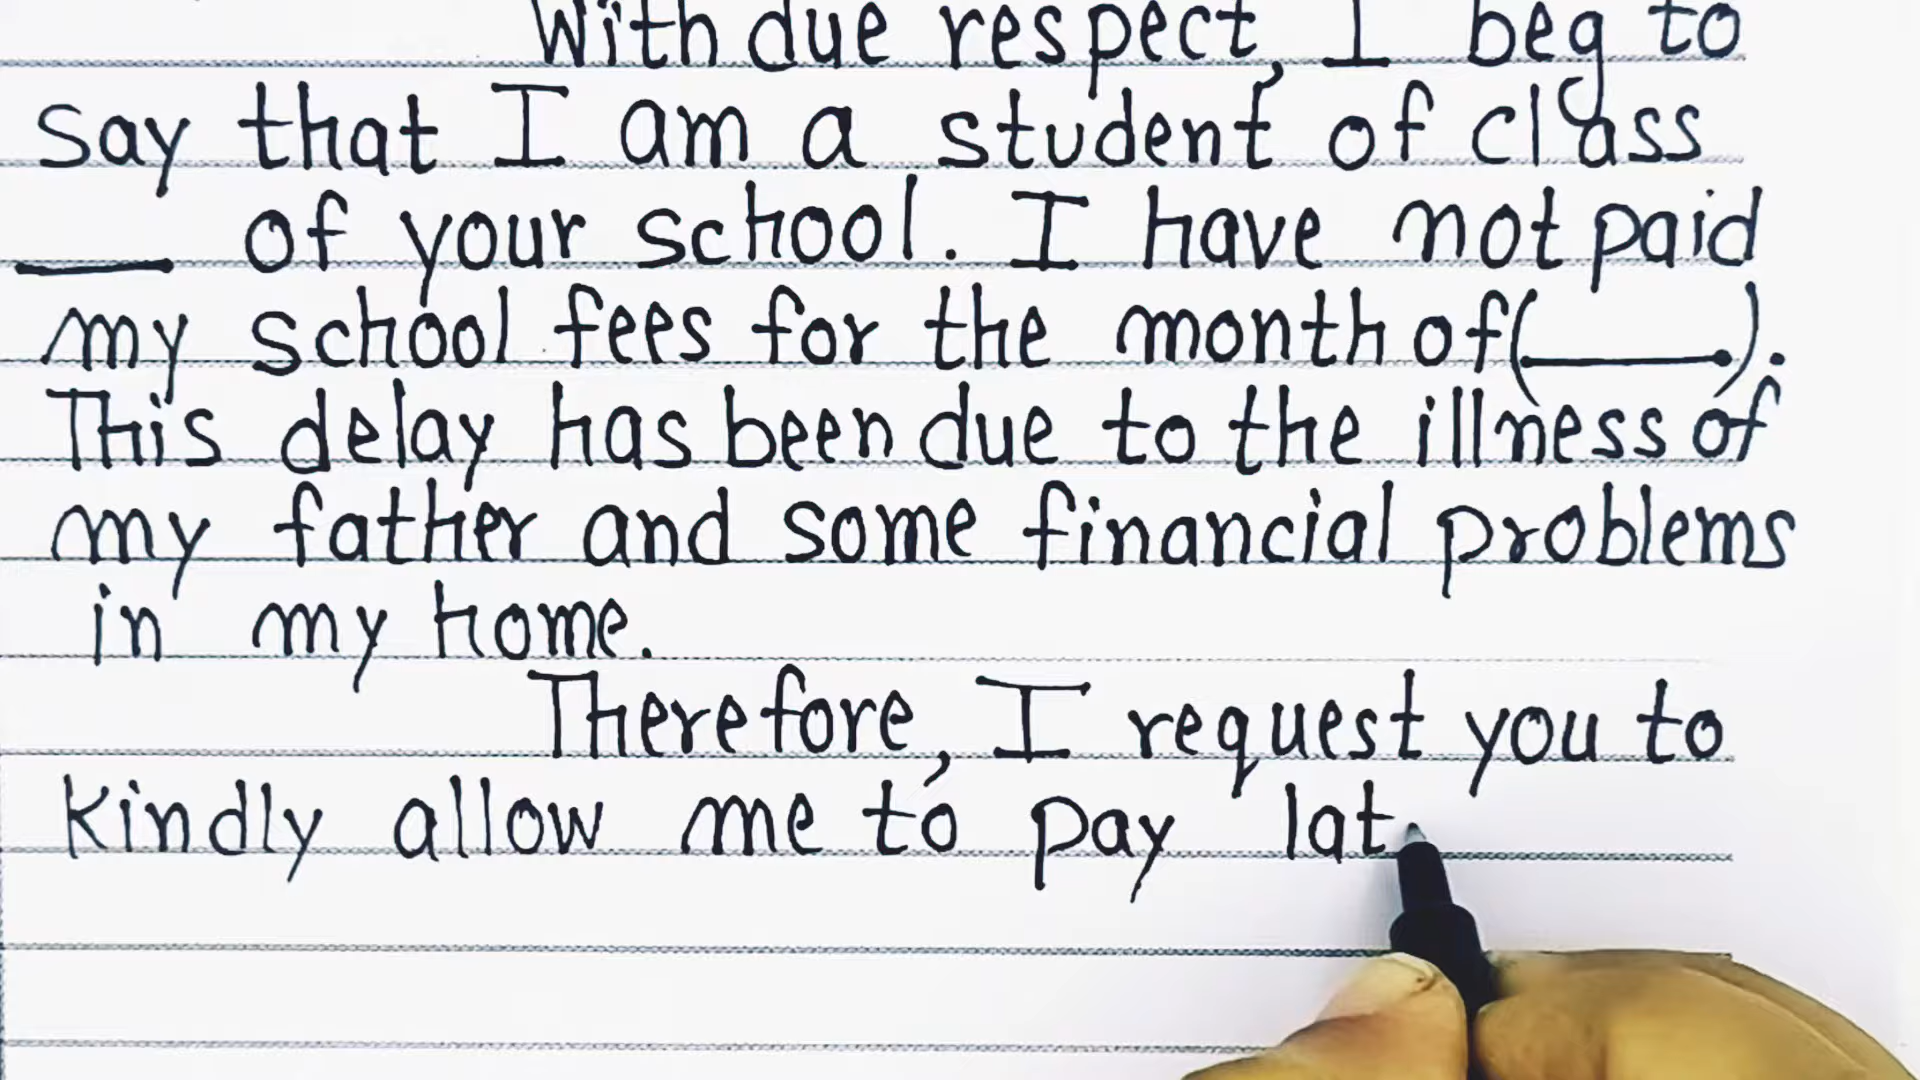 With due respect, I beg to
say that I am a student of class
___ of your school. I have not paid
my school fees for the month of(____).
This delay has been due to the illness of
my father and some financial problems
in my home.
Therefore, I request you to
kindly allow me to pay lat